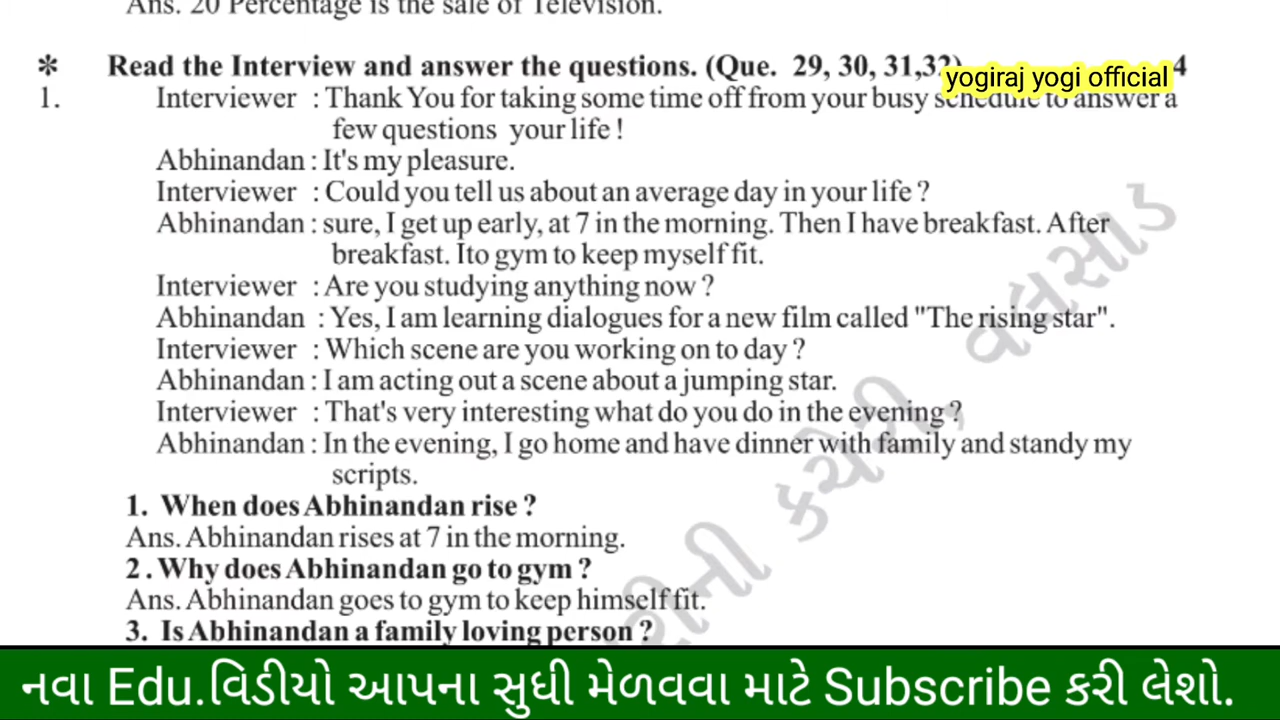 Ans. 20 Percentage is the sale of Television.
* Read the Interview and answer the questions. (Que. 29, 30, 31,32) 4
yogiraj yogi official
1. Interviewer : Thank You for taking some time off from your busy schedule to answer a
few questions your life !
Abhinandan : It's my pleasure.
Interviewer : Could you tell us about an average day in your life ?
Abhinandan : sure, I get up early, at 7 in the morning. Then I have breakfast. After
breakfast. Ito gym to keep myself fit.
Interviewer : Are you studying anything now ?
Abhinandan : Yes, I am learning dialogues for a new film called "The rising star".
Interviewer : Which scene are you working on to day ?
Abhinandan : I am acting out a scene about a jumping star.
Interviewer : That's very interesting what do you do in the evening ?
Abhinandan : In the evening, I go home and have dinner with family and standy my
scripts.
1. When does Abhinandan rise ?
Ans. Abhinandan rises at 7 in the morning.
2 . Why does Abhinandan go to gym ?
Ans. Abhinandan goes to gym to keep himself fit.
3. Is Abhinandan a family loving person ?
કચેરી, વલસાડ
નવા Edu.વિડીયો આપના સુધી મેળવવા માટે Subscribe કરી લેશો.